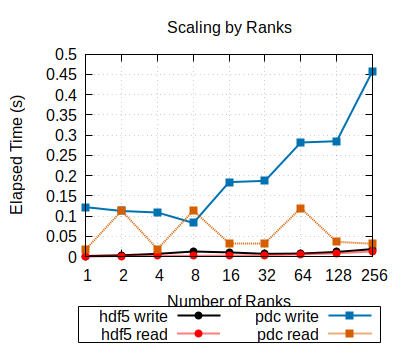 Scaling by Ranks
0.5
0.45
0.4
0.35
0.3
0.25
0.2
0.15
0.1
0.05
0
Elapsed Time (s)
1 2 4 8 16 32 64 128 256
Number of Ranks
hdf5 write pdc write
hdf5 read pdc read